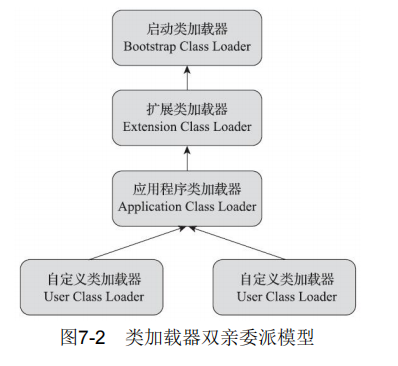 启动类加载器
Bootstrap Class Loader
扩展类加载器
Extension Class Loader
应用程序类加载器
Application Class Loader
自定义类加载器
User Class Loader
自定义类加载器
User Class Loader
图7-2 类加载器双亲委派模型